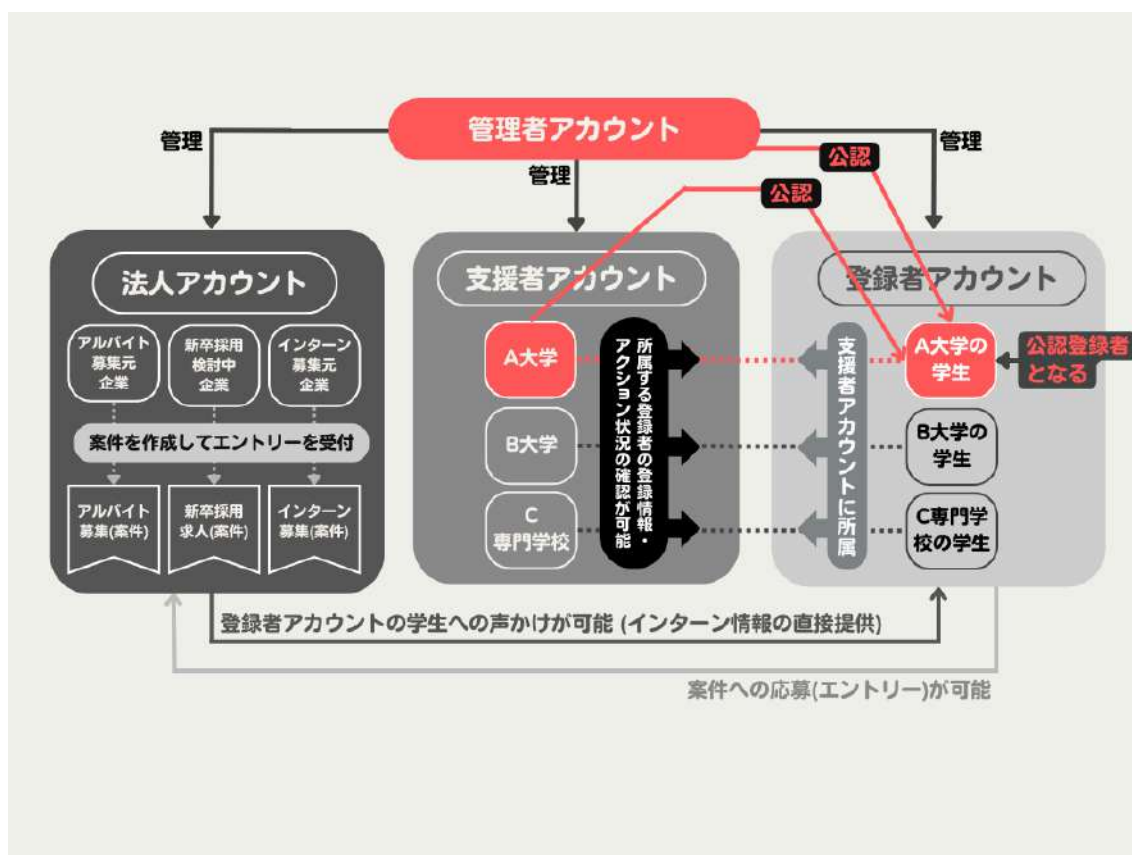 管理者アカウント
管理
管理
管理
公認
公認
法人アカウント
アルバイト
募集元
企業
新卒採用
検討中
企業
インターン
募集元
企業
案件を作成してエントリーを受付
アルバイト
募集(案件)
新卒採用
求人(案件)
インターン
募集(案件)
支援者アカウント
A大学
B大学
C
専門学校
所属する登録者の登録情報・
アクション状況の確認が可能
登録者アカウント
支援者アカウントに所属
A大学の
学生
B大学の
学生
C専門学
校の学生
公認登録者
となる
登録者アカウントの学生への声かけが可能 (インターン情報の直接提供)
案件への応募(エントリー)が可能